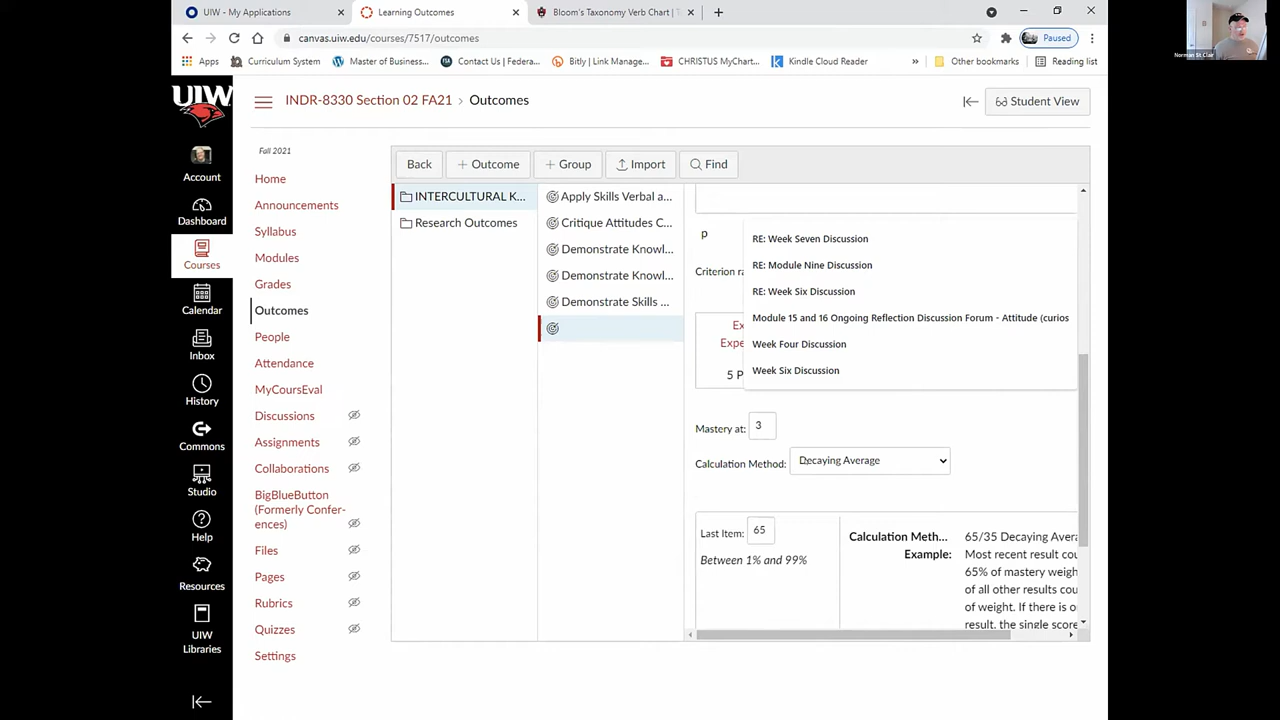 UIW - My Applications
Learning Outcomes
Bloom's Taxonomy Verb Chart | T
canvas.uiw.edu/courses/7517/outcomes
Paused
Apps
Curriculum System
Master of Business...
Contact Us | Federa...
Bitly | Link Manage...
CHRISTUS MyChart...
Kindle Cloud Reader
Other bookmarks
Reading list
Norman St.Clair
UIW
Account
Dashboard
Courses
Calendar
Inbox
History
Commons
Studio
Help
Resources
UIW
Libraries
INDR-8330 Section 02 FA21 > Outcomes
Student View
Fall 2021
Home
Announcements
Syllabus
Modules
Grades
Outcomes
People
Attendance
MyCoursEval
Discussions
Assignments
Collaborations
BigBlueButton
(Formerly Confer-
ences)
Files
Pages
Rubrics
Quizzes
Settings
Back
+ Outcome
+ Group
Import
Find
INTERCULTURAL K...
Research Outcomes
Apply Skills Verbal a...
Critique Attitudes C...
Demonstrate Knowl...
Demonstrate Knowl...
Demonstrate Skills ...
p
Criterion ra
Ex
Expe
5 P
RE: Week Seven Discussion
RE: Module Nine Discussion
RE: Week Six Discussion
Module 15 and 16 Ongoing Reflection Discussion Forum - Attitude (curios
Week Four Discussion
Week Six Discussion
Mastery at: 3
Calculation Method: Decaying Average
Last Item: 65
Between 1% and 99%
Calculation Meth...
Example:
65/35 Decaying Avera
Most recent result cou
65% of mastery weigh
of all other results cou
of weight. If there is o
result, the single score